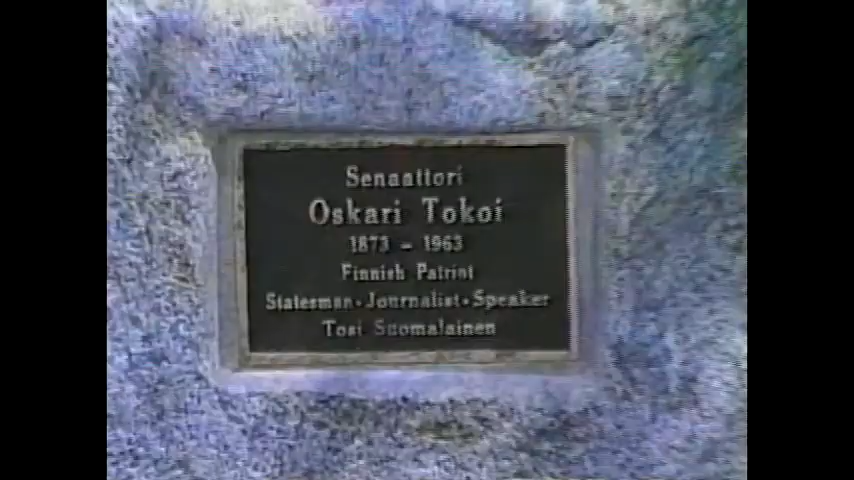 Senaattori
Oskari Tokoi
1873 - 1963
Finnish Patriot
Statesman - Journalist - Speaker
Tosi Suomalainen